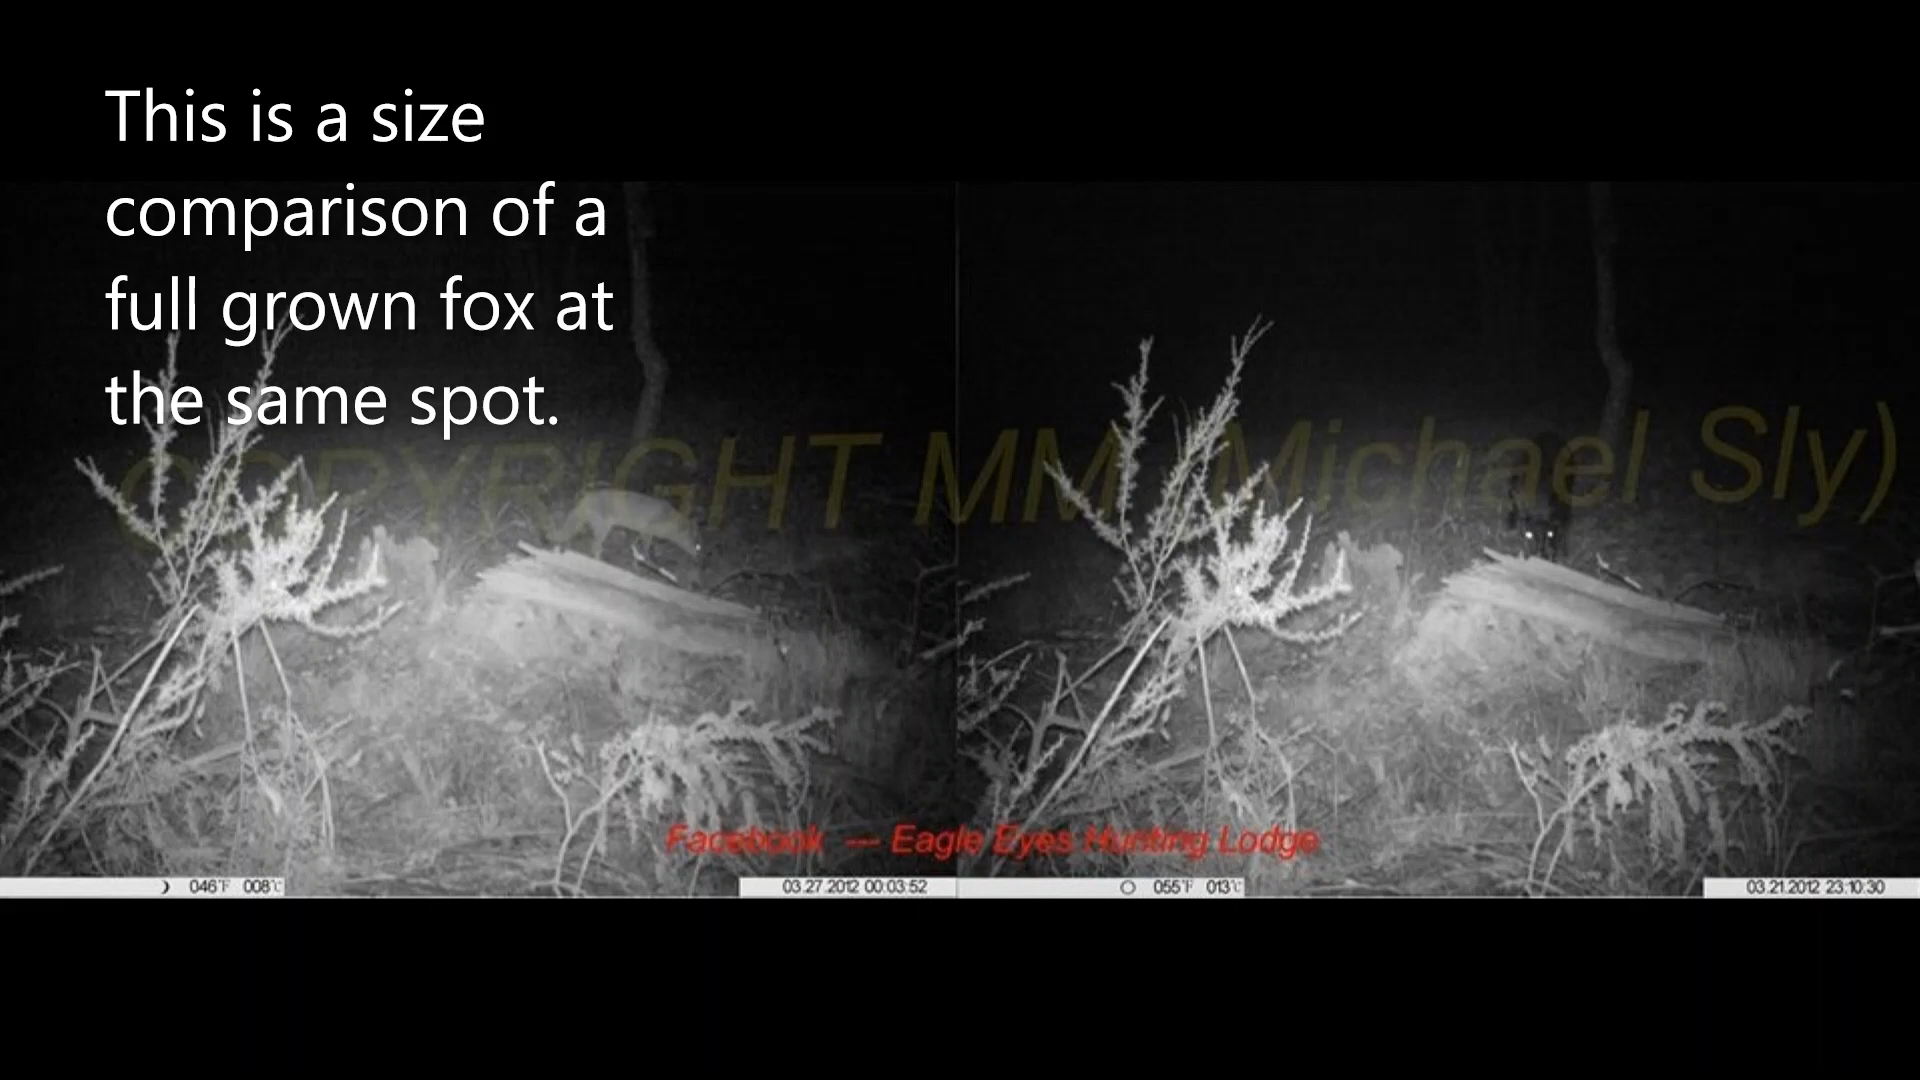 This is a size
comparison of a
full grown fox at
the same spot.
COPYRIGHT MM (Michael Sly)
Facebook --- Eagle Eyes Hunting Lodge
046°F 008°C
03.27.2012 00:03:52
055°F 013°C
03.21.2012 23:10:30